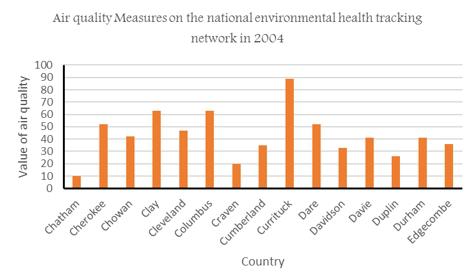 Air quality Measures on the national environmental health tracking
network in 2004
Value of air quality
100
90
80
70
60
50
40
30
20
10
0
Chatham
Cherokee
Chowan
Clay
Cleveland
Columbus
Craven
Cumberland
Currituck
Dare
Davidson
Davie
Duplin
Durham
Edgecombe
Country